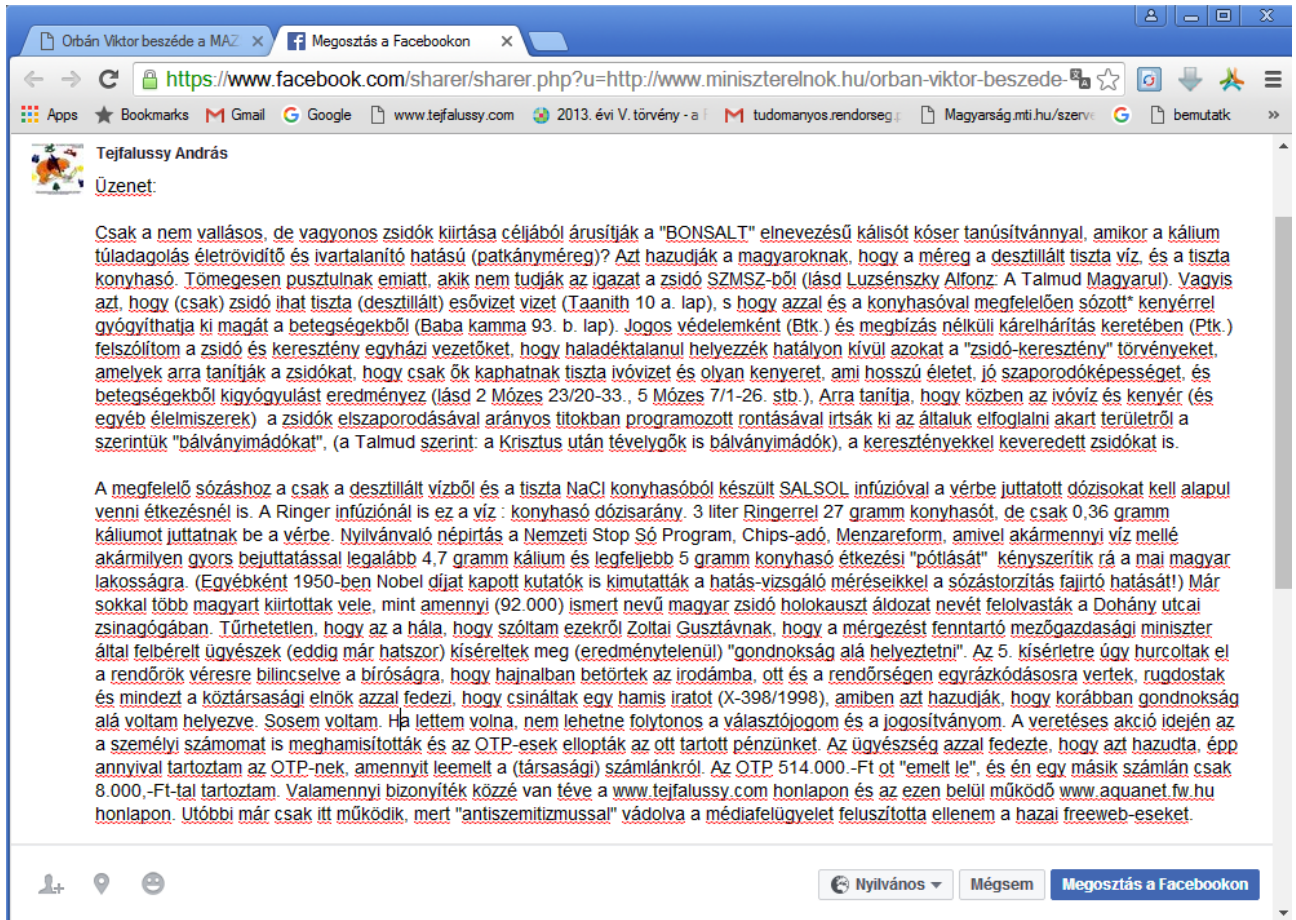 Orbán Viktor beszéde a MAZ
Megosztás a Facebookon
https://www.facebook.com/sharer/sharer.php?u=http://www.miniszterelnok.hu/orban-viktor-beszede-
Apps Bookmarks Gmail Google www.tejfalussy.com 2013. évi V. törvény - a tudomanyos.rendorseg. Magyarság.mti.hu/szerve bemutatk »
Tejfalussy András
Üzenet:
Csak a nem vallásos, de vagyonos zsidók kiirtása céljából árusítják a "BONSALT" elnevezésű kálisót kóser tanúsítvánnyal, amikor a kálium
túladagolás életrövidítő és ivartalanító hatású (patkányméreg)? Azt hazudják a magyaroknak, hogy a méreg a desztillált tiszta víz, és a tiszta
konyhasó. Tömegesen pusztulnak emiatt, akik nem tudják az igazat a zsidó SZMSZ-ből (lásd Luzsénszky Alfonz: A Talmud Magyarul). Vagyis
azt, hogy (csak) zsidó ihat tiszta (desztillált) esővizet vizet (Taanith 10 a. lap), s hogy azzal és a konyhasóval megfelelően sózott* kenyérrel
gyógyíthatja ki magát a betegségekből (Baba kamma 93. b. lap). Jogos védelemként (Btk.) és megbízás nélküli kárelhárítás keretében (Ptk.)
felszólítom a zsidó és keresztény egyházi vezetőket, hogy haladéktalanul helyezzék hatályon kívül azokat a "zsidó-keresztény" törvényeket,
amelyek arra tanítják a zsidókat, hogy csak ők kaphatnak tiszta ivóvizet és olyan kenyeret, ami hosszú életet, jó szaporodóképességet, és
betegségekből kigyógyulást eredményez (lásd 2 Mózes 23/20-33., 5 Mózes 7/1-26. stb.), Arra tanítja, hogy közben az ivóvíz és kenyér (és
egyéb élelmiszerek) a zsidók elszaporodásával arányos titokban programozott rontásával irtsák ki az általuk elfoglalni akart területről a
szerintük "bálványimádókat", (a Talmud szerint: a Krisztus után tévelygők is bálványimádók), a keresztényekkel keveredett zsidókat is.
A megfelelő sózáshoz a csak a desztillált vízből és a tiszta NaCl konyhasóból készült SALSOL infúzióval a vérbe juttatott dózisokat kell alapul
venni étkezésnél is. A Ringer infúziónál is ez a víz : konyhasó dózisarány. 3 liter Ringerrel 27 gramm konyhasót, de csak 0,36 gramm
káliumot juttatnak be a vérbe. Nyilvánvaló népirtás a Nemzeti Stop Só Program, Chips-adó, Menzareform, amivel akármennyi víz mellé
akármilyen gyors bejuttatással legalább 4,7 gramm kálium és legfeljebb 5 gramm konyhasó étkezési "pótlását" kényszerítik rá a mai magyar
lakosságra. (Egyébként 1950-ben Nobel díjat kapott kutatók is kimutatták a hatás-vizsgáló méréseikkel a sózástorzítás fajirtó hatását!) Már
sokkal több magyart kiirtottak vele, mint amennyi (92.000) ismert nevű magyar zsidó holokauszt áldozat nevét felolvasták a Dohány utcai
zsinagógában. Tűrhetetlen, hogy az a hála, hogy szóltam ezekről Zoltai Gusztávnak, hogy a mérgezést fenntartó mezőgazdasági miniszter
által felbérelt ügyészek (eddig már hatszor) kíséreltek meg (eredménytelenül) "gondnokság alá helyeztetni". Az 5. kísérletre úgy hurcoltak el
a rendőrök véresre bilincselve a bíróságra, hogy hajnalban betörtek az irodámba, ott és a rendőrségen egyrázkódásosra vertek, rugdostak
és mindezt a köztársasági elnök azzal fedezi, hogy csináltak egy hamis iratot (X-398/1998), amiben azt hazudják, hogy korábban gondnokság
alá voltam helyezve. Sosem voltam. Ha lettem volna, nem lehetne folytonos a választójogom és a jogosítványom. A veretéses akció idején az
a személyi számomat is meghamisították és az OTP-esek ellopták az ott tartott pénzünket. Az ügyészség azzal fedezte, hogy azt hazudta, épp
annyival tartoztam az OTP-nek, amennyit leemelt a (társasági) számlánkról. Az OTP 514.000.-Ft ot "emelt le", és én egy másik számlán csak
8.000,-Ft-tal tartoztam. Valamennyi bizonyíték közzé van téve a www.tejfalussy.com honlapon és az ezen belül működő www.aquanet.fw.hu
honlapon. Utóbbi már csak itt működik, mert "antiszemitizmussal" vádolva a médiafelügyelet feluszította ellenem a hazai freeweb-eseket.
Nyilvános Mégsem Megosztás a Facebookon